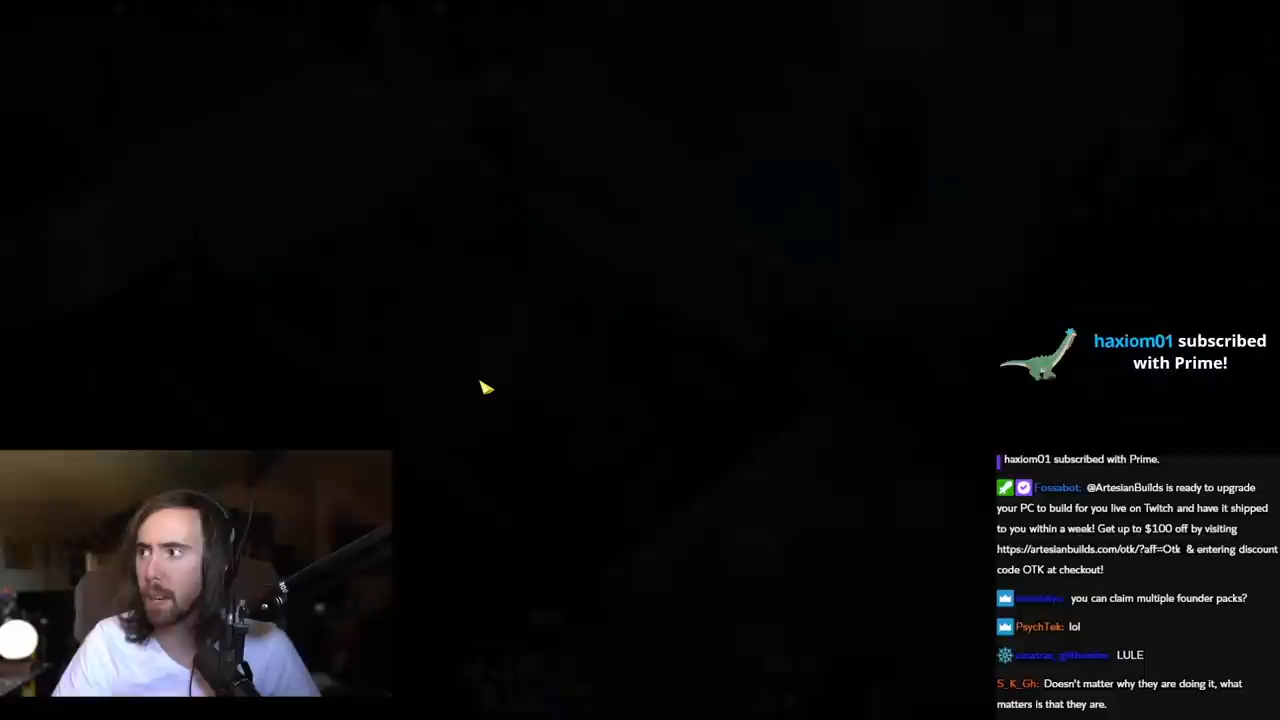 haxiom01 subscribed
with Prime!
haxiom01 subscribed with Prime.
Fossabot: @ArtesianBuilds is ready to upgrade
your PC to build for you live on Twitch and have it shipped
to you within a week! Get up to $100 off by visiting
https://artesianbuilds.com/otk/?aff=Otk & entering discount
code OTK at checkout!
you can claim multiple founder packs?
PsychTek: lol
LULE
S_K_Gh: Doesn't matter why they are doing it, what
matters is that they are.